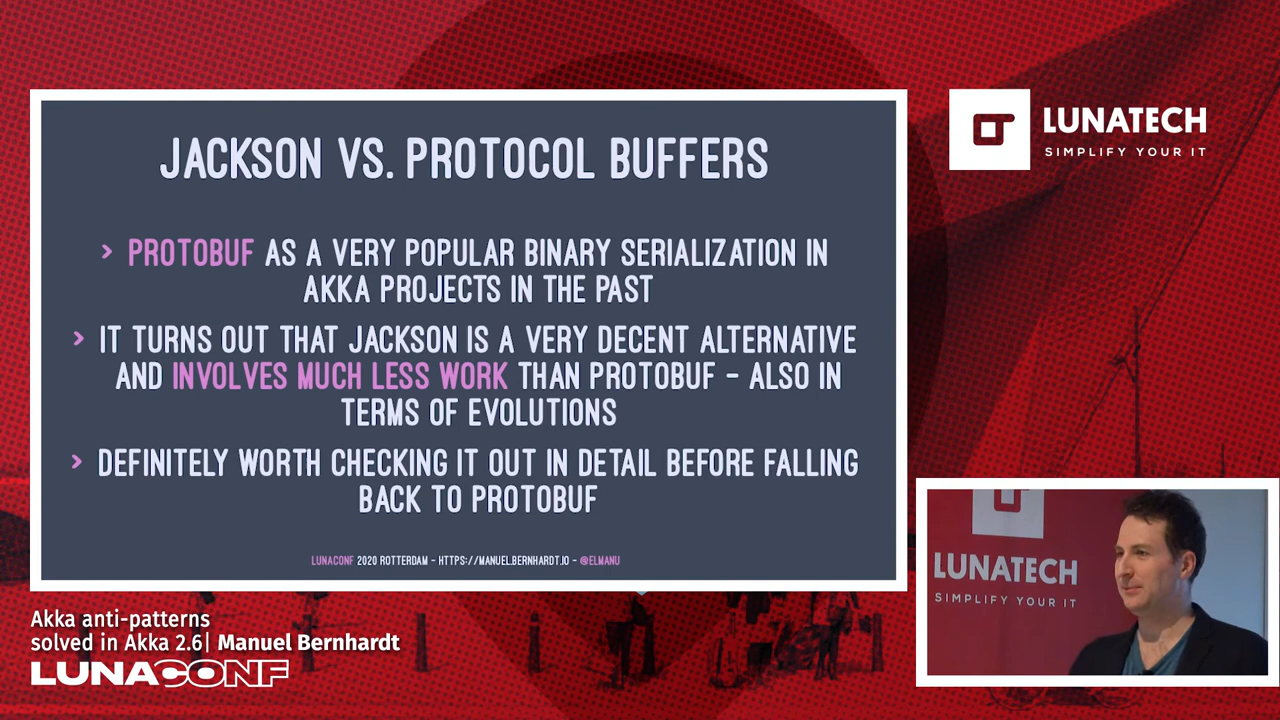 JACKSON VS. PROTOCOL BUFFERS
> PROTOBUF AS A VERY POPULAR BINARY SERIALIZATION IN
AKKA PROJECTS IN THE PAST
> IT TURNS OUT THAT JACKSON IS A VERY DECENT ALTERNATIVE
AND INVOLVES MUCH LESS WORK THAN PROTOBUF - ALSO IN
TERMS OF EVOLUTIONS
> DEFINITELY WORTH CHECKING IT OUT IN DETAIL BEFORE FALLING
BACK TO PROTOBUF
LUNACONF 2020 ROTTERDAM - HTTPS://MANUEL.BERNHARDT.IO - @ELMANU
LUNATECH
SIMPLIFY YOUR IT
LUNATECH
SIMPLIFY YOUR IT
Akka anti-patterns
solved in Akka 2.6| Manuel Bernhardt
LUNACONF